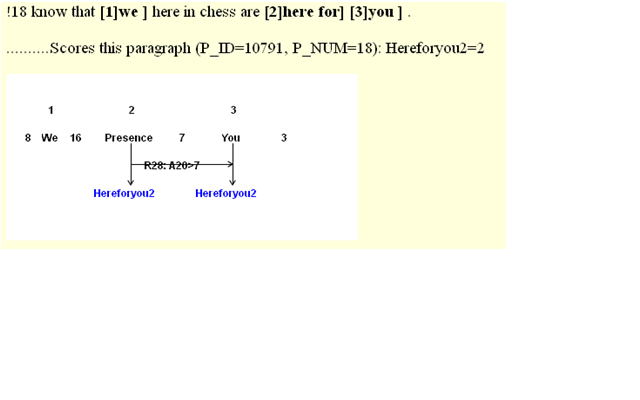 !18 know that [1]we ] here in chess are [2]here for] [3]you ] .
..........Scores this paragraph (P_ID=10791, P_NUM=18): Hereforyou2=2
1 2 3
8 We 16 Presence 7 You 3
R28: A20>7
Hereforyou2 Hereforyou2